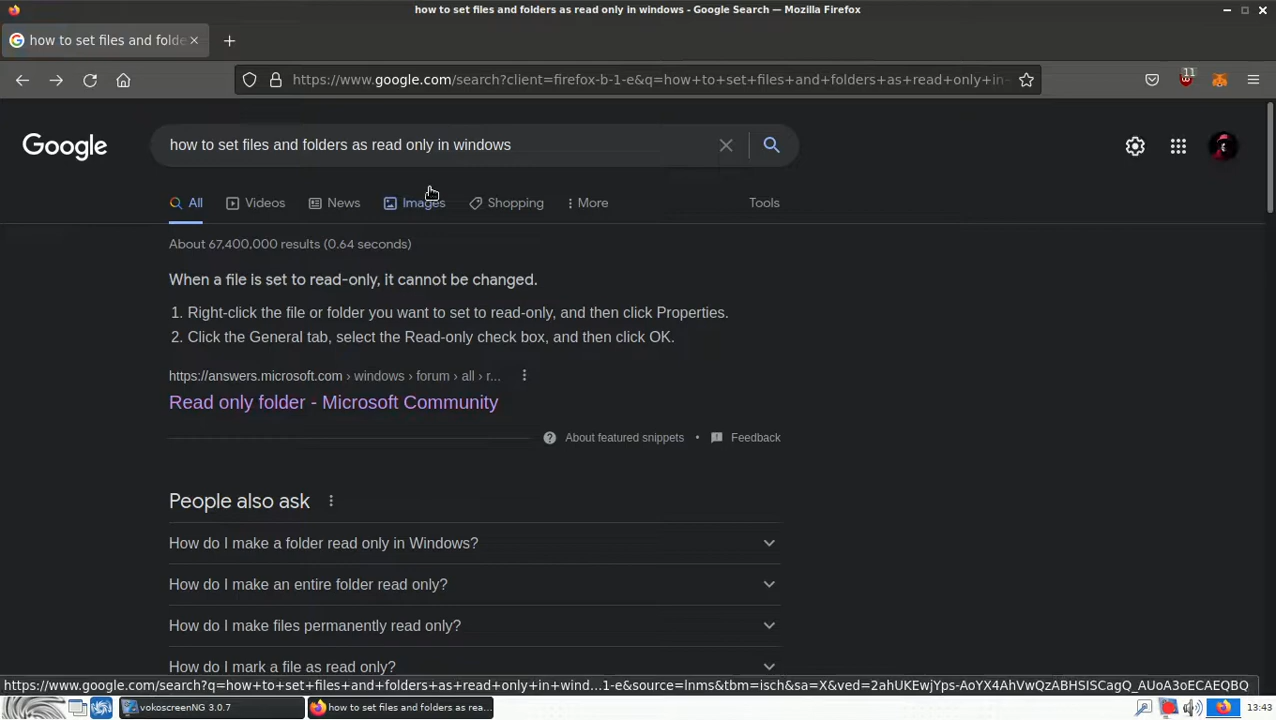 how to set files and folders as read only in windows - Google Search — Mozilla Firefox
how to set files and folde
https://www.google.com/search?client=firefox-b-1-e&q=how+to+set+files+and+folders+as+read+only+in-
11
Google
how to set files and folders as read only in windows
All
Videos
News
Images
Shopping
More
Tools
About 67,400,000 results (0.64 seconds)
When a file is set to read-only, it cannot be changed.
1. Right-click the file or folder you want to set to read-only, and then click Properties.
2. Click the General tab, select the Read-only check box, and then click OK.
https://answers.microsoft.com › windows › forum › all › r...
Read only folder - Microsoft Community
About featured snippets
•
Feedback
People also ask
How do I make a folder read only in Windows?
How do I make an entire folder read only?
How do I make files permanently read only?
How do I mark a file as read only?
https://www.google.com/search?q=how+to+set+files+and+folders+as+read+only+in+wind...1-e&source=lnms&tbm=isch&sa=X&ved=2ahUKEwjYps-AoYX4AhVwQzABHSISCagQ_AUoA3oECAEQBQ
vokoscreenNG 3.0.7
how to set files and folders as rea...
13:43